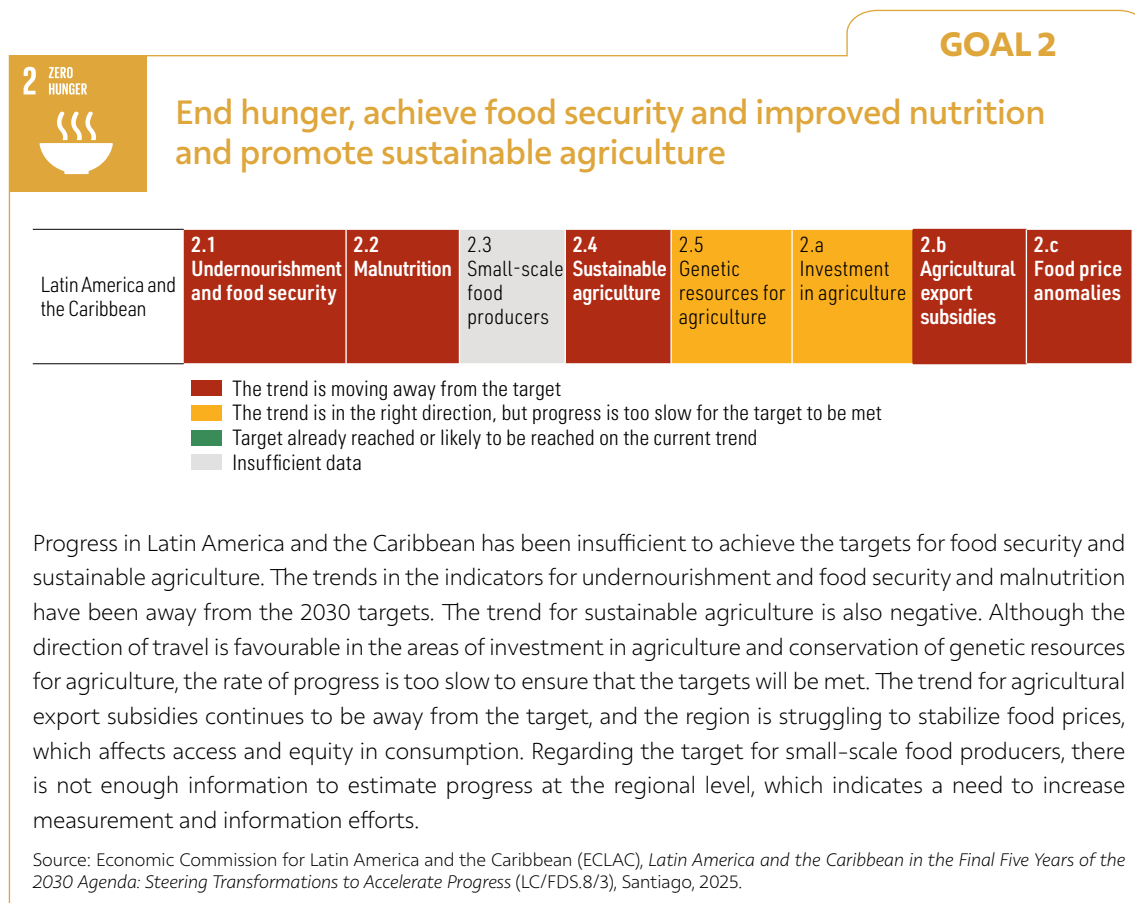 GOAL 2
2 ZERO
HUNGER
End hunger, achieve food security and improved nutrition
and promote sustainable agriculture
Latin America and
the Caribbean
2.1
Undernourishment
and food security
2.2
Malnutrition
2.3
Small-scale
food
producers
2.4
Sustainable
agriculture
2.5
Genetic
resources for
agriculture
2.a
Investment
in agriculture
2.b
Agricultural
export
subsidies
2.c
Food price
anomalies
The trend is moving away from the target
The trend is in the right direction, but progress is too slow for the target to be met
Target already reached or likely to be reached on the current trend
Insufficient data
Progress in Latin America and the Caribbean has been insufficient to achieve the targets for food security and
sustainable agriculture. The trends in the indicators for undernourishment and food security and malnutrition
have been away from the 2030 targets. The trend for sustainable agriculture is also negative. Although the
direction of travel is favourable in the areas of investment in agriculture and conservation of genetic resources
for agriculture, the rate of progress is too slow to ensure that the targets will be met. The trend for agricultural
export subsidies continues to be away from the target, and the region is struggling to stabilize food prices,
which affects access and equity in consumption. Regarding the target for small-scale food producers, there
is not enough information to estimate progress at the regional level, which indicates a need to increase
measurement and information efforts.
Source: Economic Commission for Latin America and the Caribbean (ECLAC), Latin America and the Caribbean in the Final Five Years of the
2030 Agenda: Steering Transformations to Accelerate Progress (LC/FDS.8/3), Santiago, 2025.